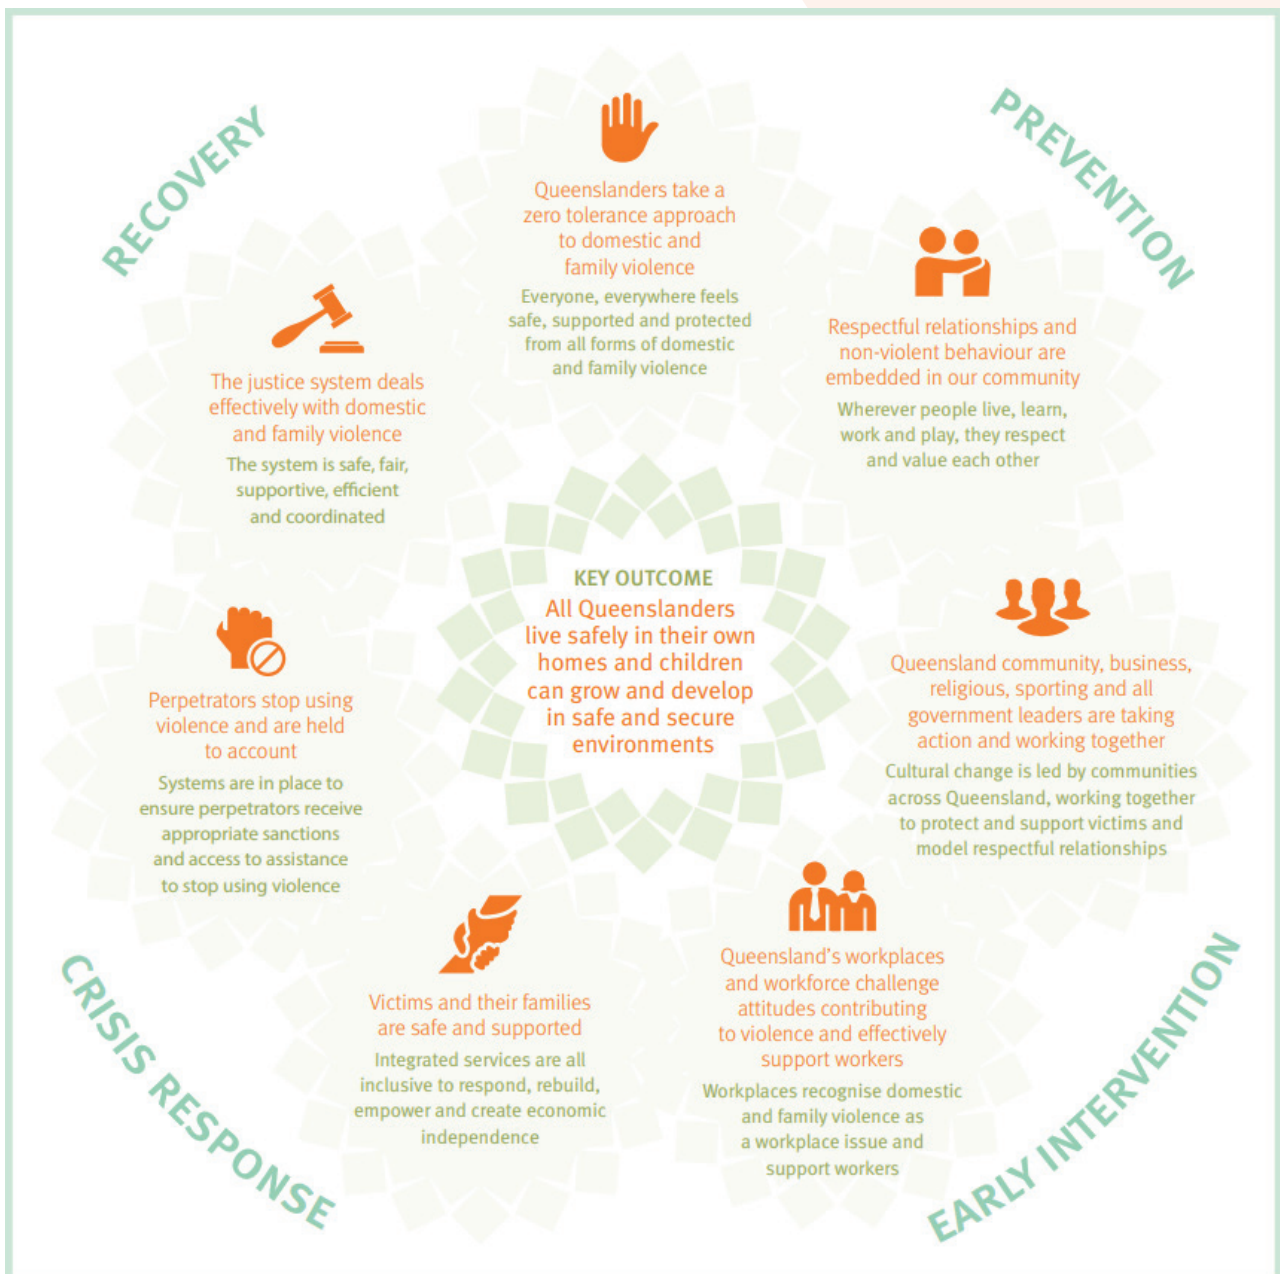 RECOVERY
PREVENTION
Queenslanders take a
zero tolerance approach
to domestic and
family violence
Everyone, everywhere feels
safe, supported and protected
from all forms of domestic
and family violence
Respectful relationships and
non-violent behaviour are
embedded in our community
Wherever people live, learn,
work and play, they respect
and value each other
The justice system deals
effectively with domestic
and family violence
The system is safe, fair,
supportive, efficient
and coordinated
KEY OUTCOME
All Queenslanders
live safely in their own
homes and children
can grow and develop
in safe and secure
environments
Queensland community, business,
religious, sporting and all
government leaders are taking
action and working together
Cultural change is led by communities
across Queensland, working together
to protect and support victims and
model respectful relationships
Perpetrators stop using
violence and are held
to account
Systems are in place to
ensure perpetrators receive
appropriate sanctions
and access to assistance
to stop using violence
Victims and their families
are safe and supported
Integrated services are all
inclusive to respond, rebuild,
empower and create economic
independence
Queensland's workplaces
and workforce challenge
attitudes contributing
to violence and effectively
support workers
Workplaces recognise domestic
and family violence as
a workplace issue and
support workers
CRISIS RESPONSE
EARLY INTERVENTION